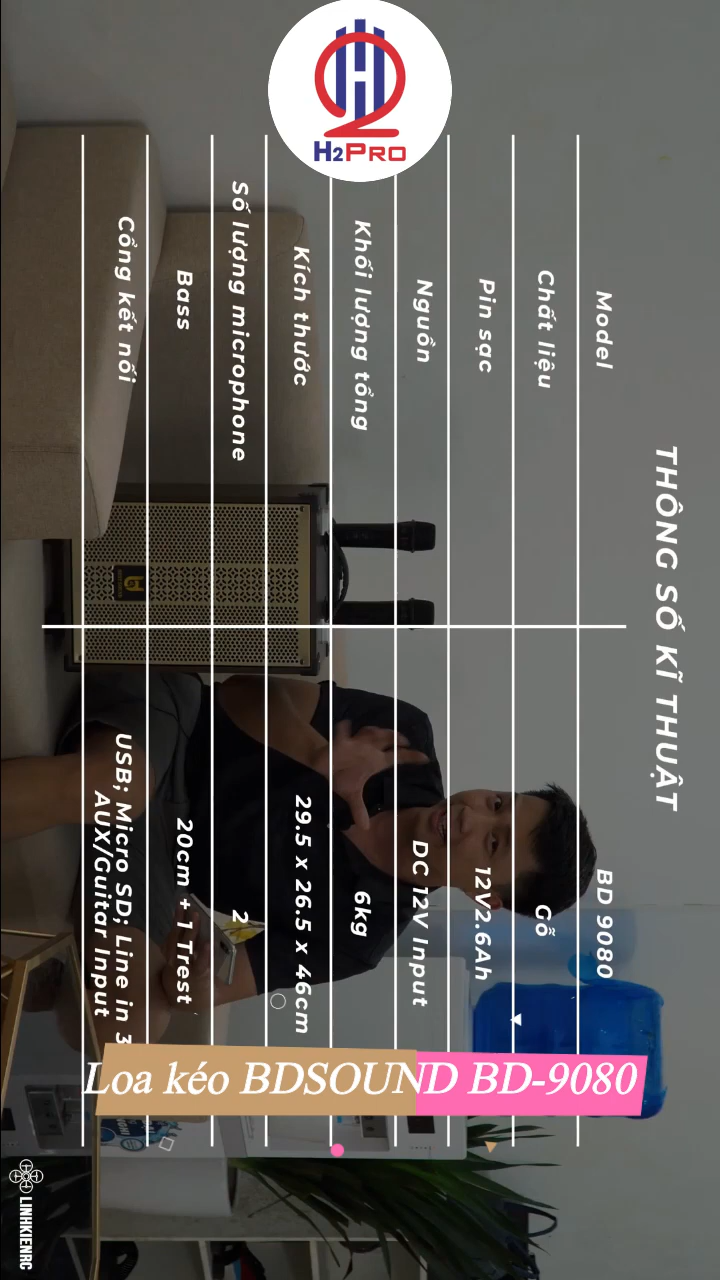 H2PRO
THÔNG SỐ KĨ THUẬT
Model
BD 9080
Chất liệu
Gỗ
Pin sạc
12V2.6Ah
Nguồn
DC 12V Input
Khối lượng tổng
6kg
Kích thước
29.5 x 26.5 x 46cm
Số lượng microphone
2
Bass
20cm + 1 Trest
Cổng kết nối
USB; Micro SD; Line in 3
AUX/Guitar Input
Loa kéo BDSOUND BD-9080
LINHKIENRC